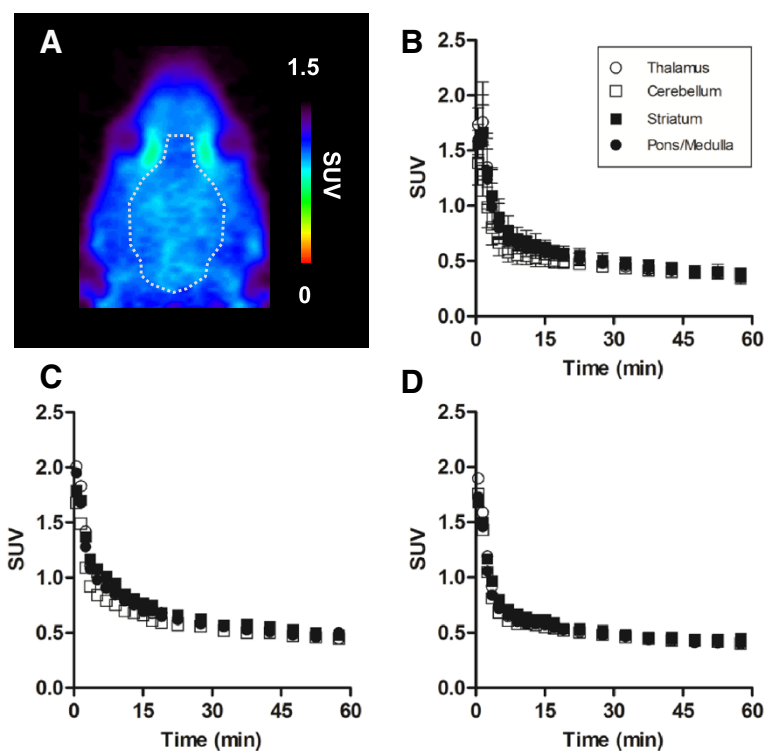 A
1.5
SUV
0
B
2.5
2.0
1.5
1.0
0.5
0.0
SUV
0 15 30 45 60
Time (min)
Thalamus
Cerebellum
Striatum
Pons/Medulla
C
2.5
2.0
1.5
1.0
0.5
0.0
SUV
0 15 30 45 60
Time (min)
D
2.5
2.0
1.5
1.0
0.5
0.0
SUV
0 15 30 45 60
Time (min)